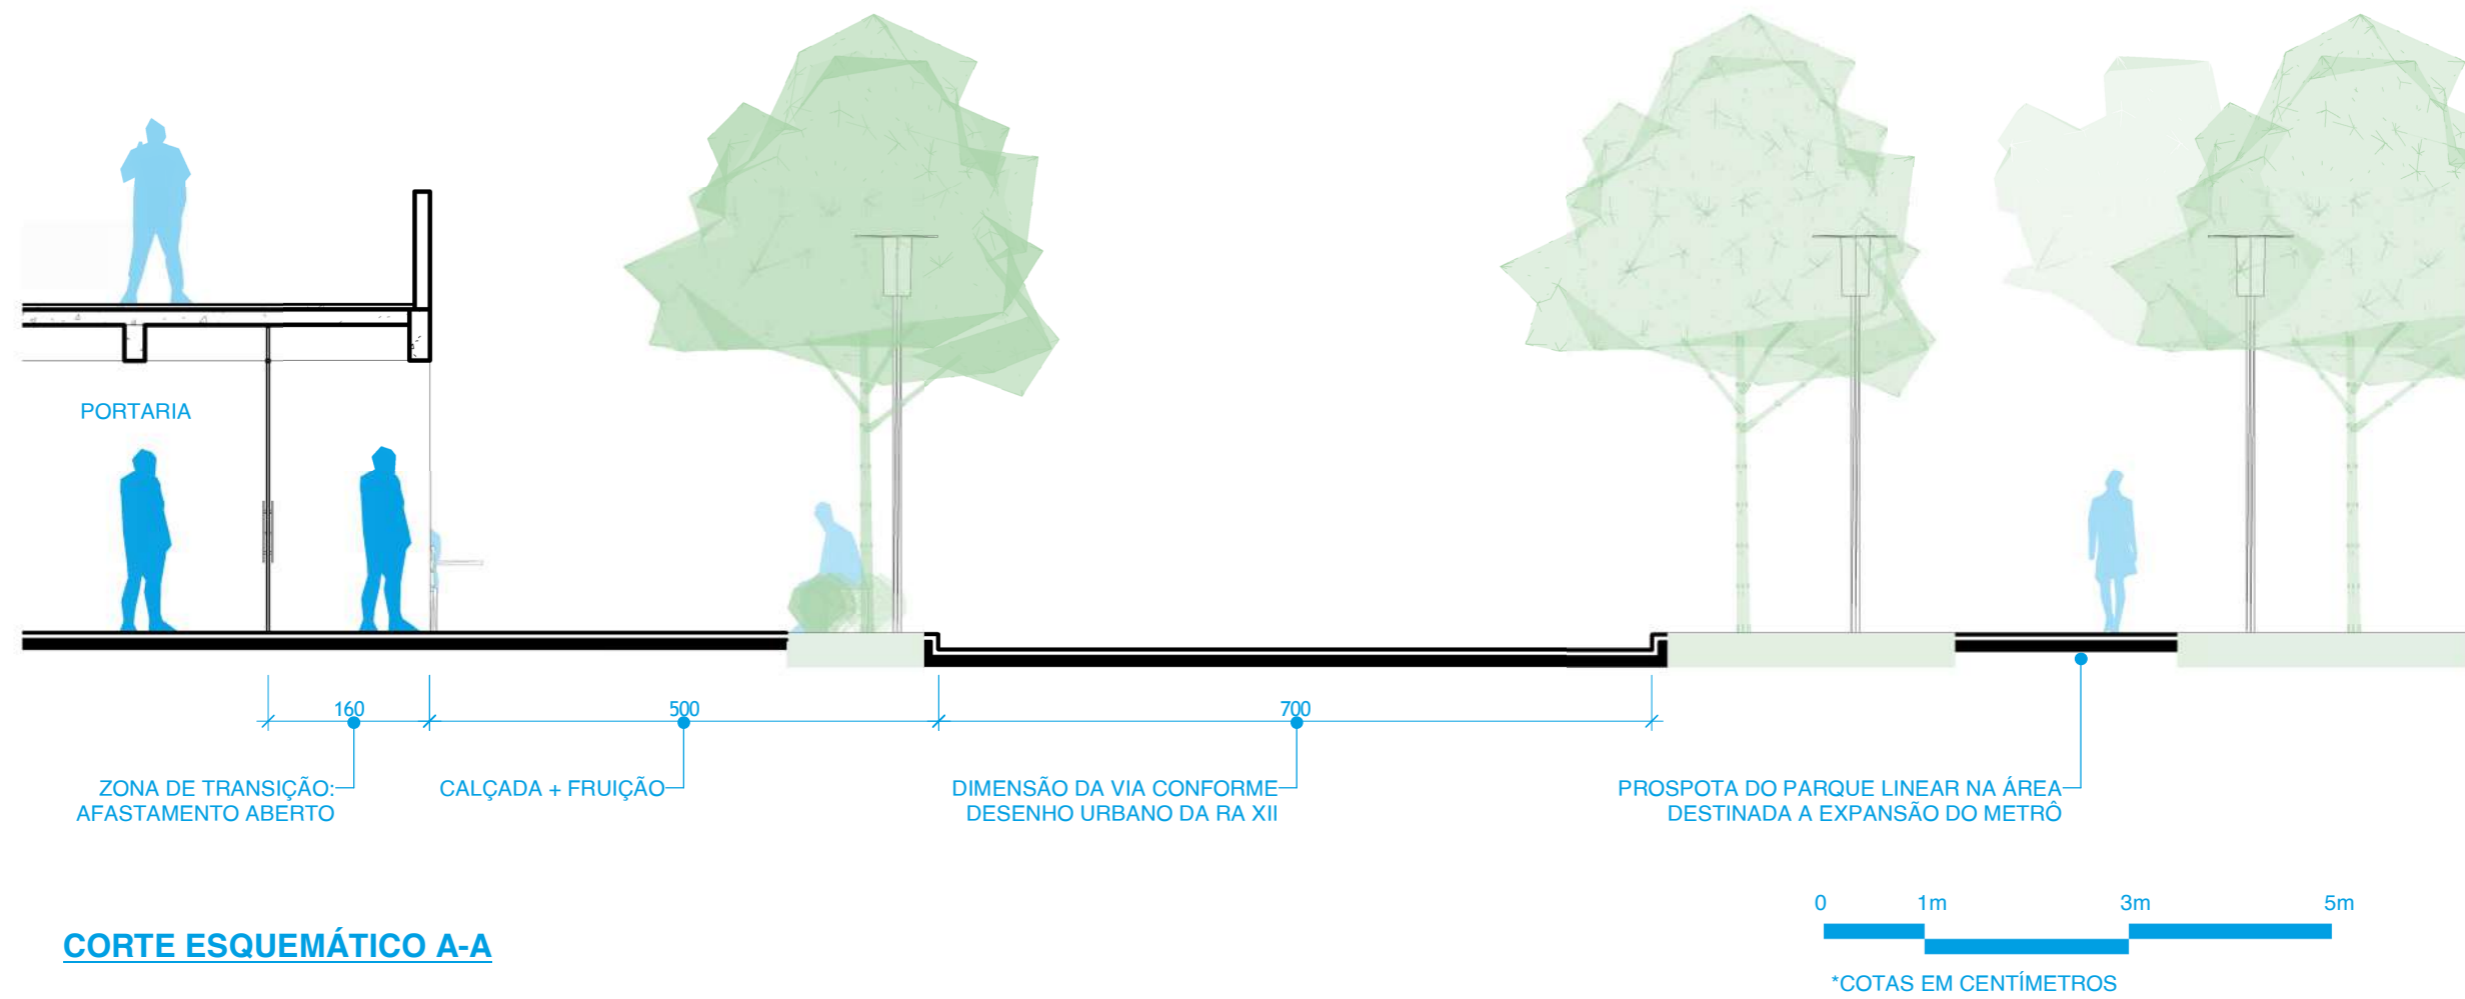 PORTARIA
160
500
700
ZONA DE TRANSIÇÃO:
AFASTAMENTO ABERTO
CALÇADA + FRUIÇÃO
DIMENSÃO DA VIA CONFORME
DESENHO URBANO DA RA XII
PROSPOTA DO PARQUE LINEAR NA ÁREA
DESTINADA A EXPANSÃO DO METRÔ
0 1m 3m 5m
CORTE ESQUEMÁTICO A-A
*COTAS EM CENTÍMETROS